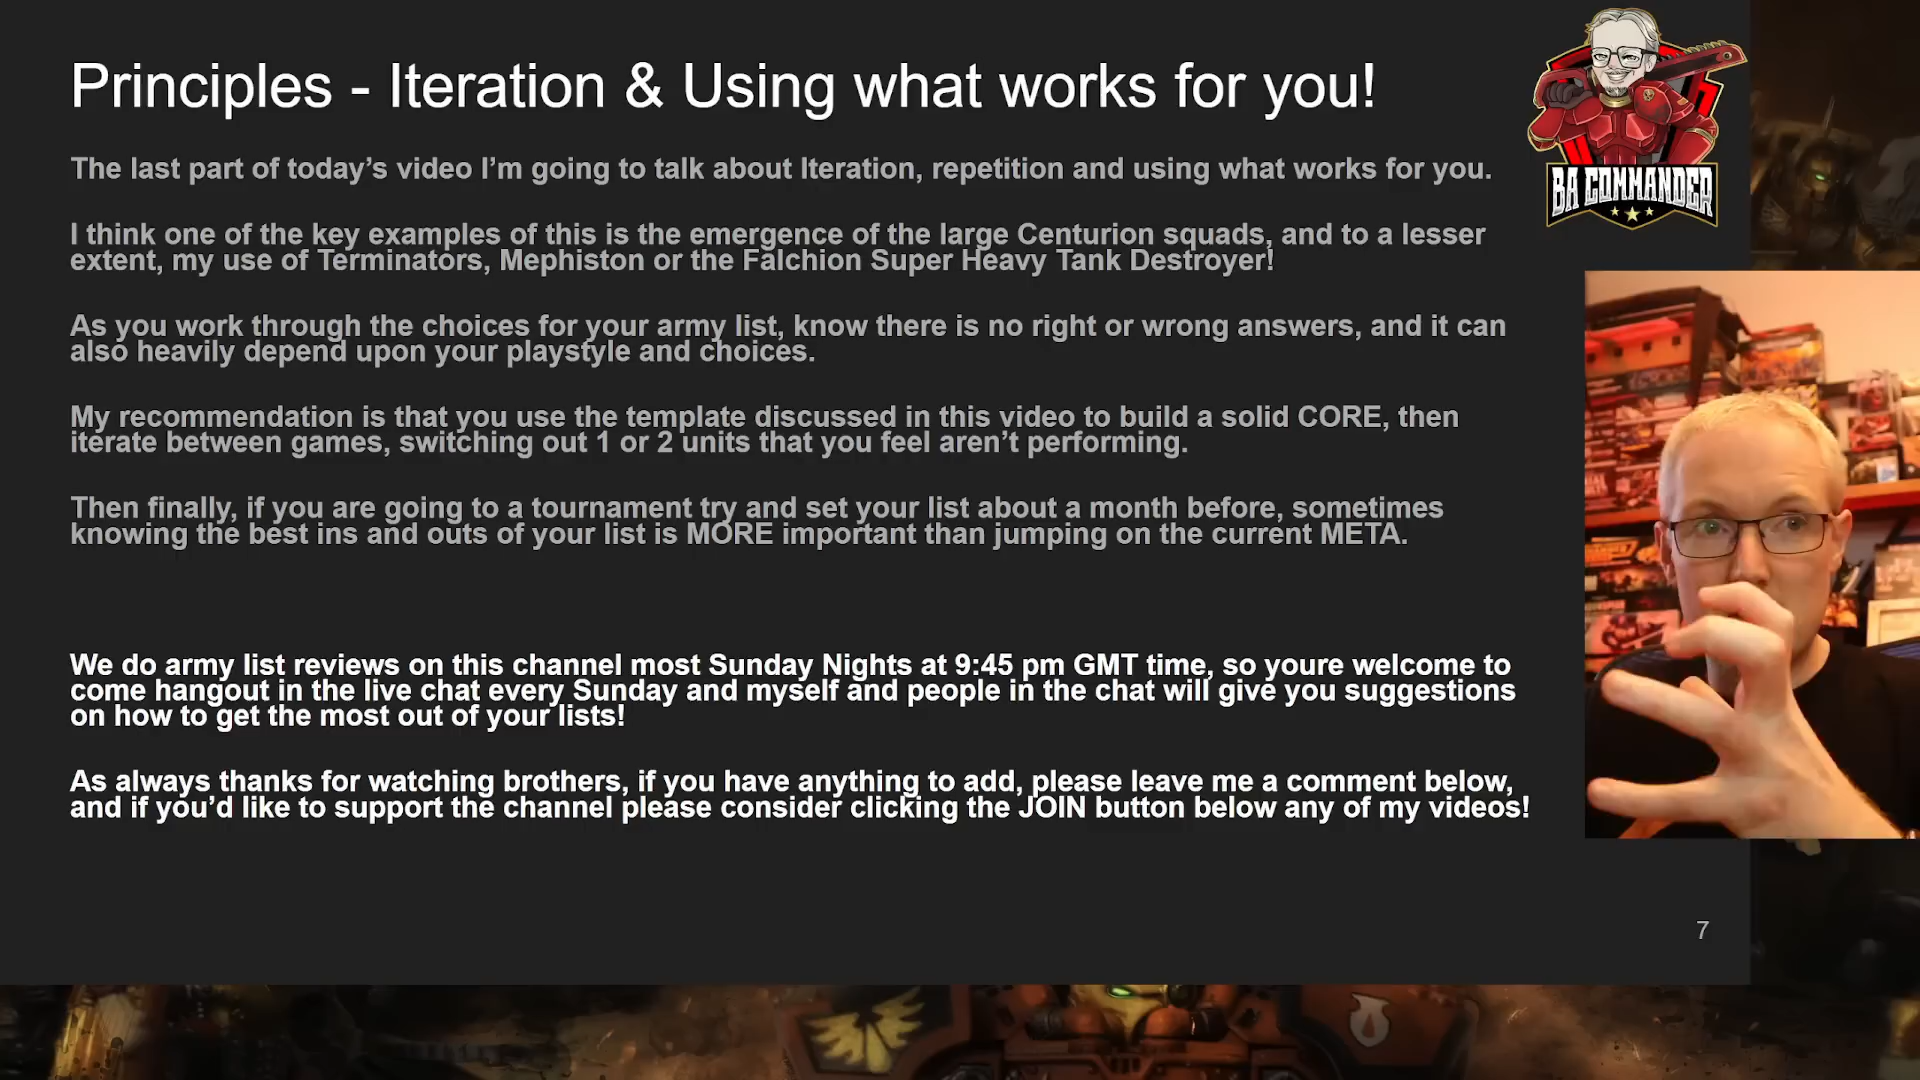 Principles - Iteration & Using what works for you!
The last part of today’s video I’m going to talk about Iteration, repetition and using what works for you.
I think one of the key examples of this is the emergence of the large Centurion squads, and to a lesser
extent, my use of Terminators, Mephiston or the Falchion Super Heavy Tank Destroyer!
As you work through the choices for your army list, know there is no right or wrong answers, and it can
also heavily depend upon your playstyle and choices.
My recommendation is that you use the template discussed in this video to build a solid CORE, then
iterate between games, switching out 1 or 2 units that you feel aren’t performing.
Then finally, if you are going to a tournament try and set your list about a month before, sometimes
knowing the best ins and outs of your list is MORE important than jumping on the current META.
We do army list reviews on this channel most Sunday Nights at 9:45 pm GMT time, so youre welcome to
come hangout in the live chat every Sunday and myself and people in the chat will give you suggestions
on how to get the most out of your lists!
As always thanks for watching brothers, if you have anything to add, please leave me a comment below,
and if you’d like to support the channel please consider clicking the JOIN button below any of my videos!
BA COMMANDER
7